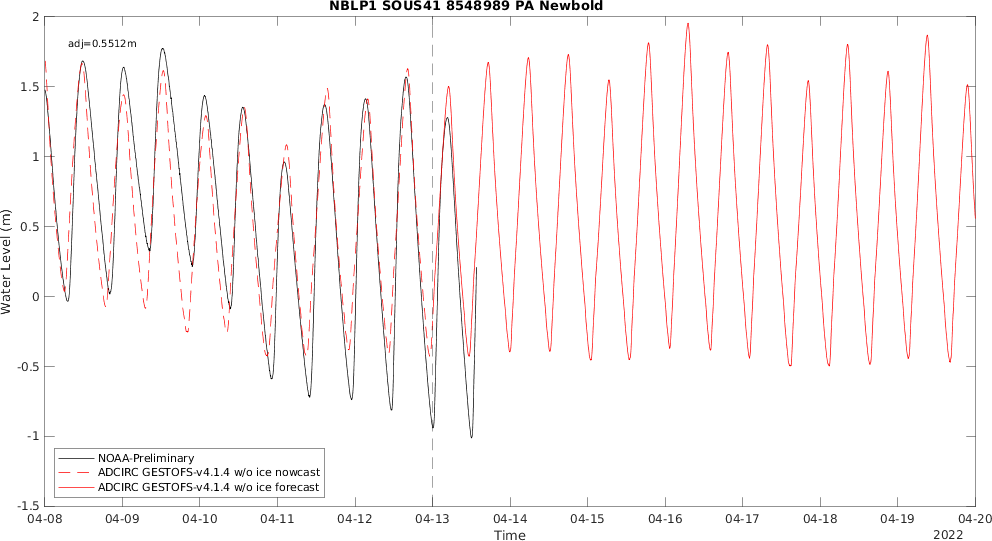 NBLP1 SOUS41 8548989 PA Newbold
adj=0.5512m
Water Level (m)
2
1.5
1
0.5
0
-0.5
-1
-1.5
NOAA-Preliminary
ADCIRC GESTOFS-v4.1.4 w/o ice nowcast
ADCIRC GESTOFS-v4.1.4 w/o ice forecast
04-08 04-09 04-10 04-11 04-12 04-13 04-14 04-15 04-16 04-17 04-18 04-19 04-20
Time
2022